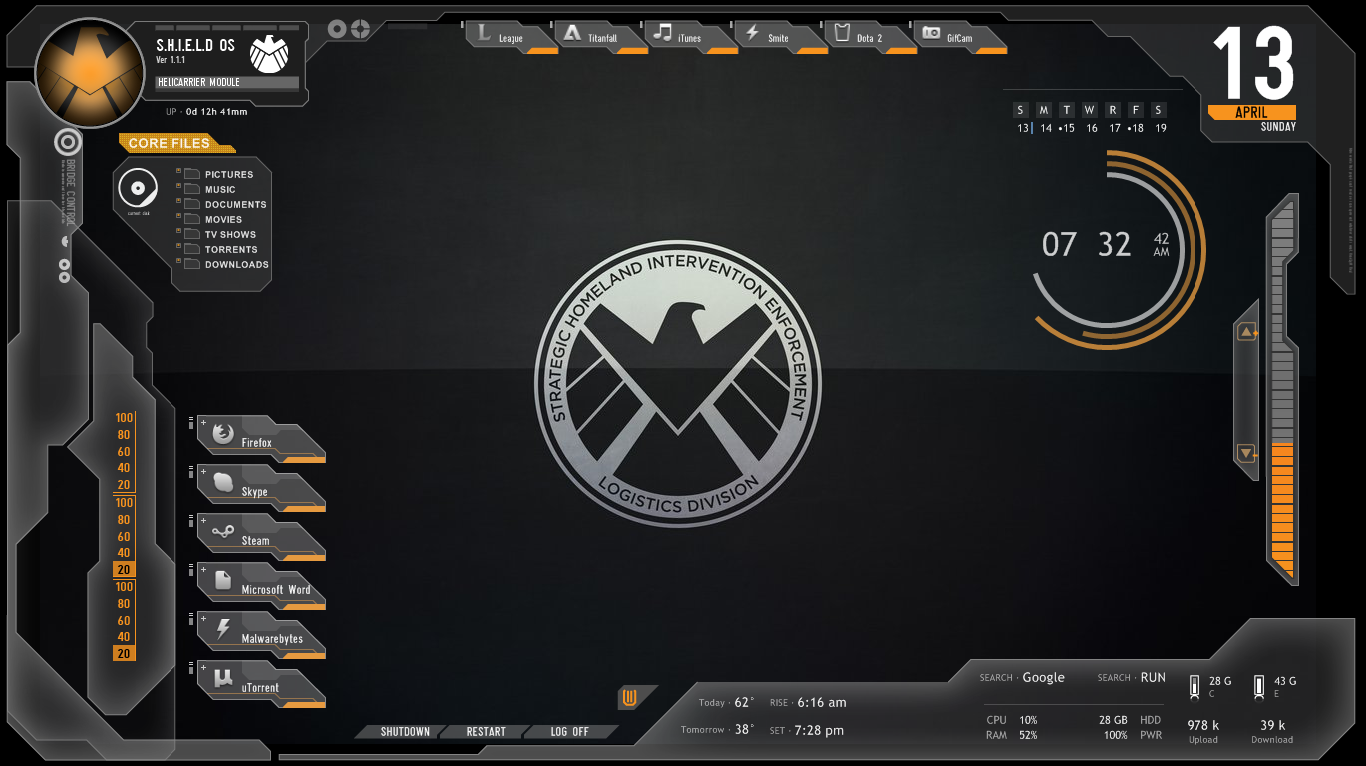 S.H.I.E.L.D OS
Ver 1.1.1
HELICARRIER MODULE
UP - 0d 12h 41mm
League
Titanfall
iTunes
Smite
Dota 2
GifCam
13
APRIL
SUNDAY
S M T W R F S
13 14 •15 16 17 •18 19
07 32 42
AM
BRIDGE CONTROL
CORE FILES
current disk
PICTURES
MUSIC
DOCUMENTS
MOVIES
TV SHOWS
TORRENTS
DOWNLOADS
STRATEGIC HOMELAND INTERVENTION ENFORCEMENT
LOGISTICS DIVISION
100
80
60
40
20
100
80
60
40
20
100
80
60
40
20
Firefox
Skype
Steam
Microsoft Word
Malwarebytes
uTorrent
SHUTDOWN
RESTART
LOG OFF
Today · 62° RISE · 6:16 am
Tomorrow · 38° SET · 7:28 pm
SEARCH · Google
SEARCH · RUN
CPU 10% 28 GB HDD
RAM 52% 100% PWR
28 G
C
43 G
E
978 k
Upload
39 k
Download